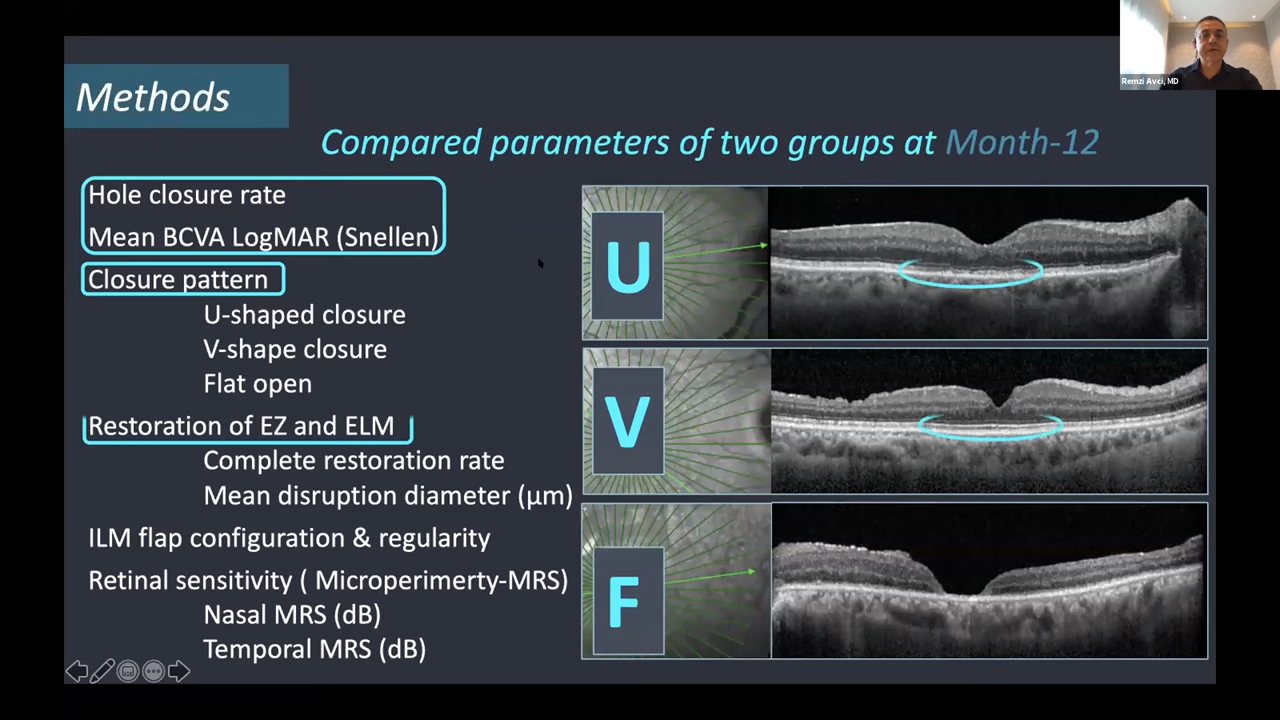 Remzi Avci, MD
Methods
Compared parameters of two groups at Month-12
Hole closure rate
Mean BCVA LogMAR (Snellen)
Closure pattern
U-shaped closure
V-shape closure
Flat open
Restoration of EZ and ELM
Complete restoration rate
Mean disruption diameter (μm)
ILM flap configuration & regularity
Retinal sensitivity ( Microperimerty-MRS)
Nasal MRS (dB)
Temporal MRS (dB)
U
V
F